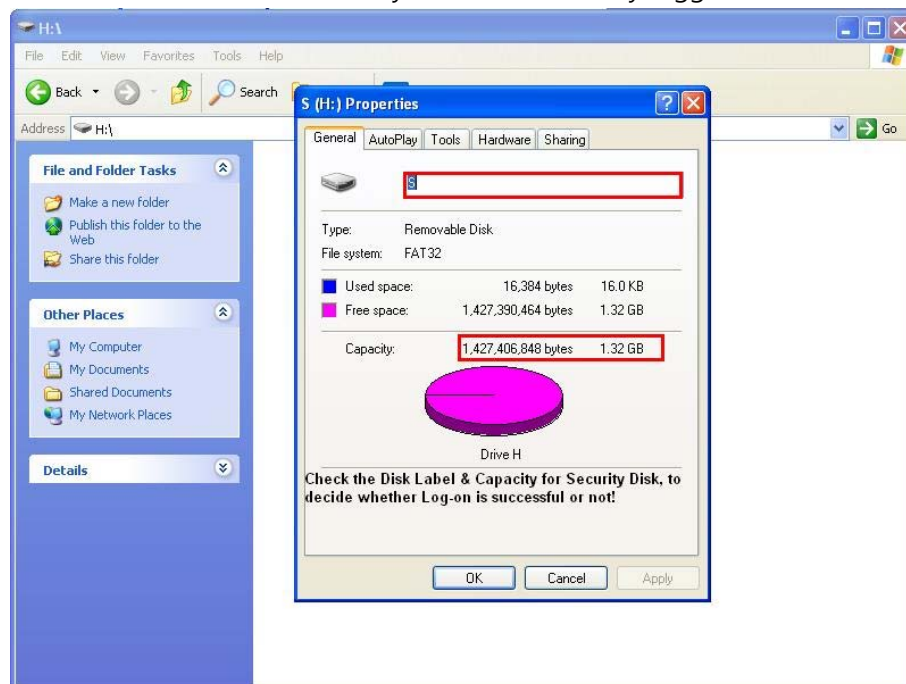 H:\
File Edit View Favorites Tools Help
Back Search
Address H:\ Go
File and Folder Tasks
Make a new folder
Publish this folder to the
Web
Share this folder
Other Places
My Computer
My Documents
Shared Documents
My Network Places
Details
S (H:) Properties
General AutoPlay Tools Hardware Sharing
S
Type: Removable Disk
File system: FAT32
Used space: 16,384 bytes 16.0 KB
Free space: 1,427,390,464 bytes 1.32 GB
Capacity: 1,427,406,848 bytes 1.32 GB
Drive H
Check the Disk Label & Capacity for Security Disk, to
decide whether Log-on is successful or not!
OK Cancel Apply